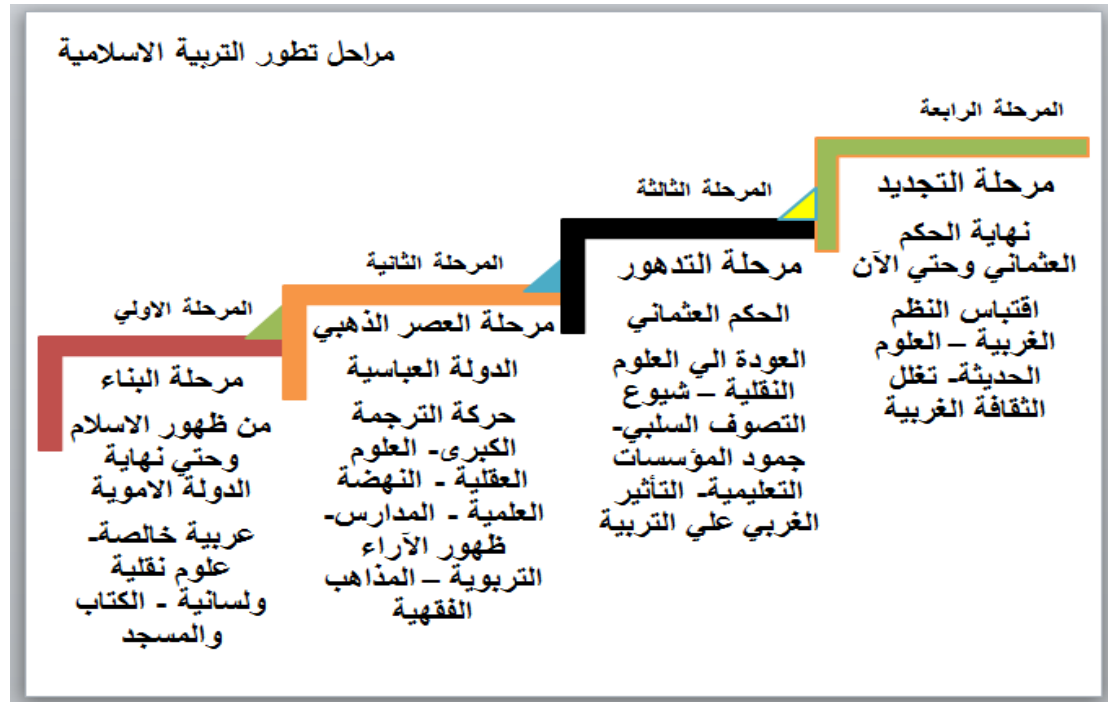 مراحل تطور التربية الاسلامية
المرحلة الاولي
مرحلة البناء
من ظهور الاسلام
وحتي نهاية
الدولة الاموية
عربية خالصة-
علوم نقلية
ولسانية - الكتاب
والمسجد
المرحلة الثانية
مرحلة العصر الذهبي
الدولة العباسية
حركة الترجمة
الكبرى- العلوم
العقلية - النهضة
العلمية - المدارس-
ظهور الآراء
التربوية – المذاهب
الفقهية
المرحلة الثالثة
مرحلة التدهور
الحكم العثماني
العودة الي العلوم
النقلية – شيوع
التصوف السلبي-
جمود المؤسسات
التعليمية- التأثير
الغربي علي التربية
المرحلة الرابعة
مرحلة التجديد
نهاية الحكم
العثماني وحتي الآن
اقتباس النظم
الغربية – العلوم
الحديثة- تغلل
الثقافة الغربية